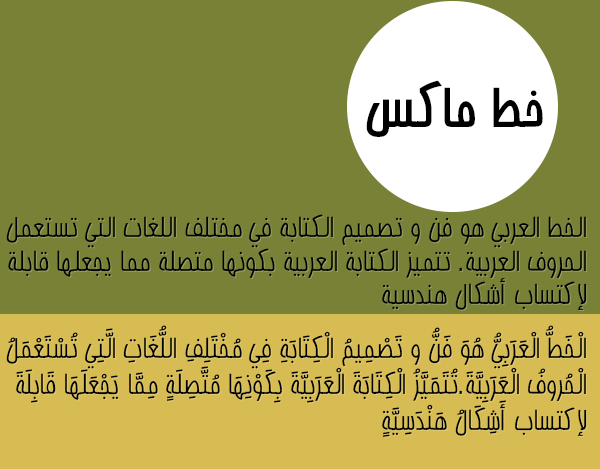 خط ماكس
الخط العربي هو فن و تصميم الكتابة في مختلف اللغات التي تستعمل
الحروف العربية. تتميز الكتابة العربية بكونها متصلة مما يجعلها قابلة
لإكتساب أشكال هندسية
الْخَطُّ الْعَرَبِيُّ هُوَ فَنُّ و تَصْمِيمُ الْكِتَابَةِ فِي مُخْتَلِفِ اللُّغَاتِ الَّتِي تُسْتَعْمَلُ
الْحُروفُ الْعَرَبِيَّةَ.تُتَمَيَّزُ الْكِتَابَةَ الْعَرَبِيَّةَ بِكَوْنِهَا مُتَّصِلَةٍ مِمَّا يَجْعَلَهَا قَابِلَةَ
لإكتساب أَشِكَالٌ هَنْدَسِيَّةٍ